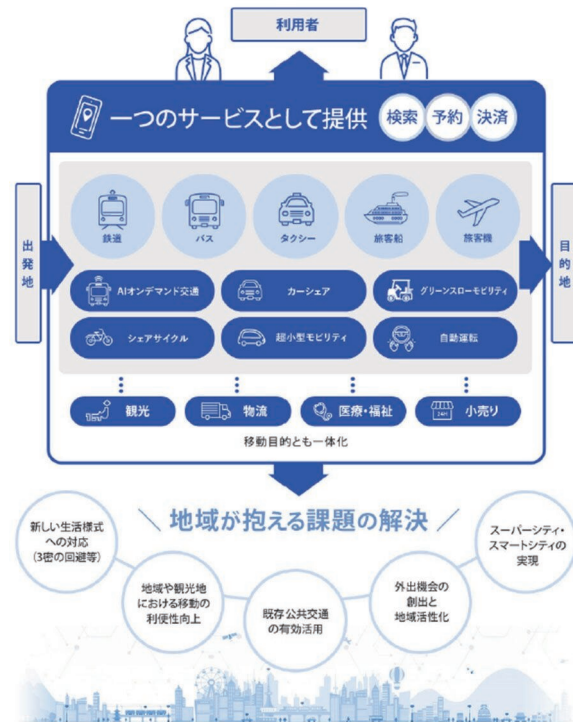 利用者
一つのサービスとして提供 検索 予約 決済
出発地
目的地
鉄道 バス タクシー 旅客船 旅客機
AIオンデマンド交通 カーシェア グリーンスローモビリティ
シェアサイクル 超小型モビリティ 自動運転
観光 物流 医療・福祉 24H 小売り
移動目的とも一体化
地域が抱える課題の解決
新しい生活様式
への対応
(3密の回避等)
地域や観光地
における移動の
利便性向上
既存公共交通
の有効活用
外出機会の
創出と
地域活性化
スーパーシティ・
スマートシティの
実現